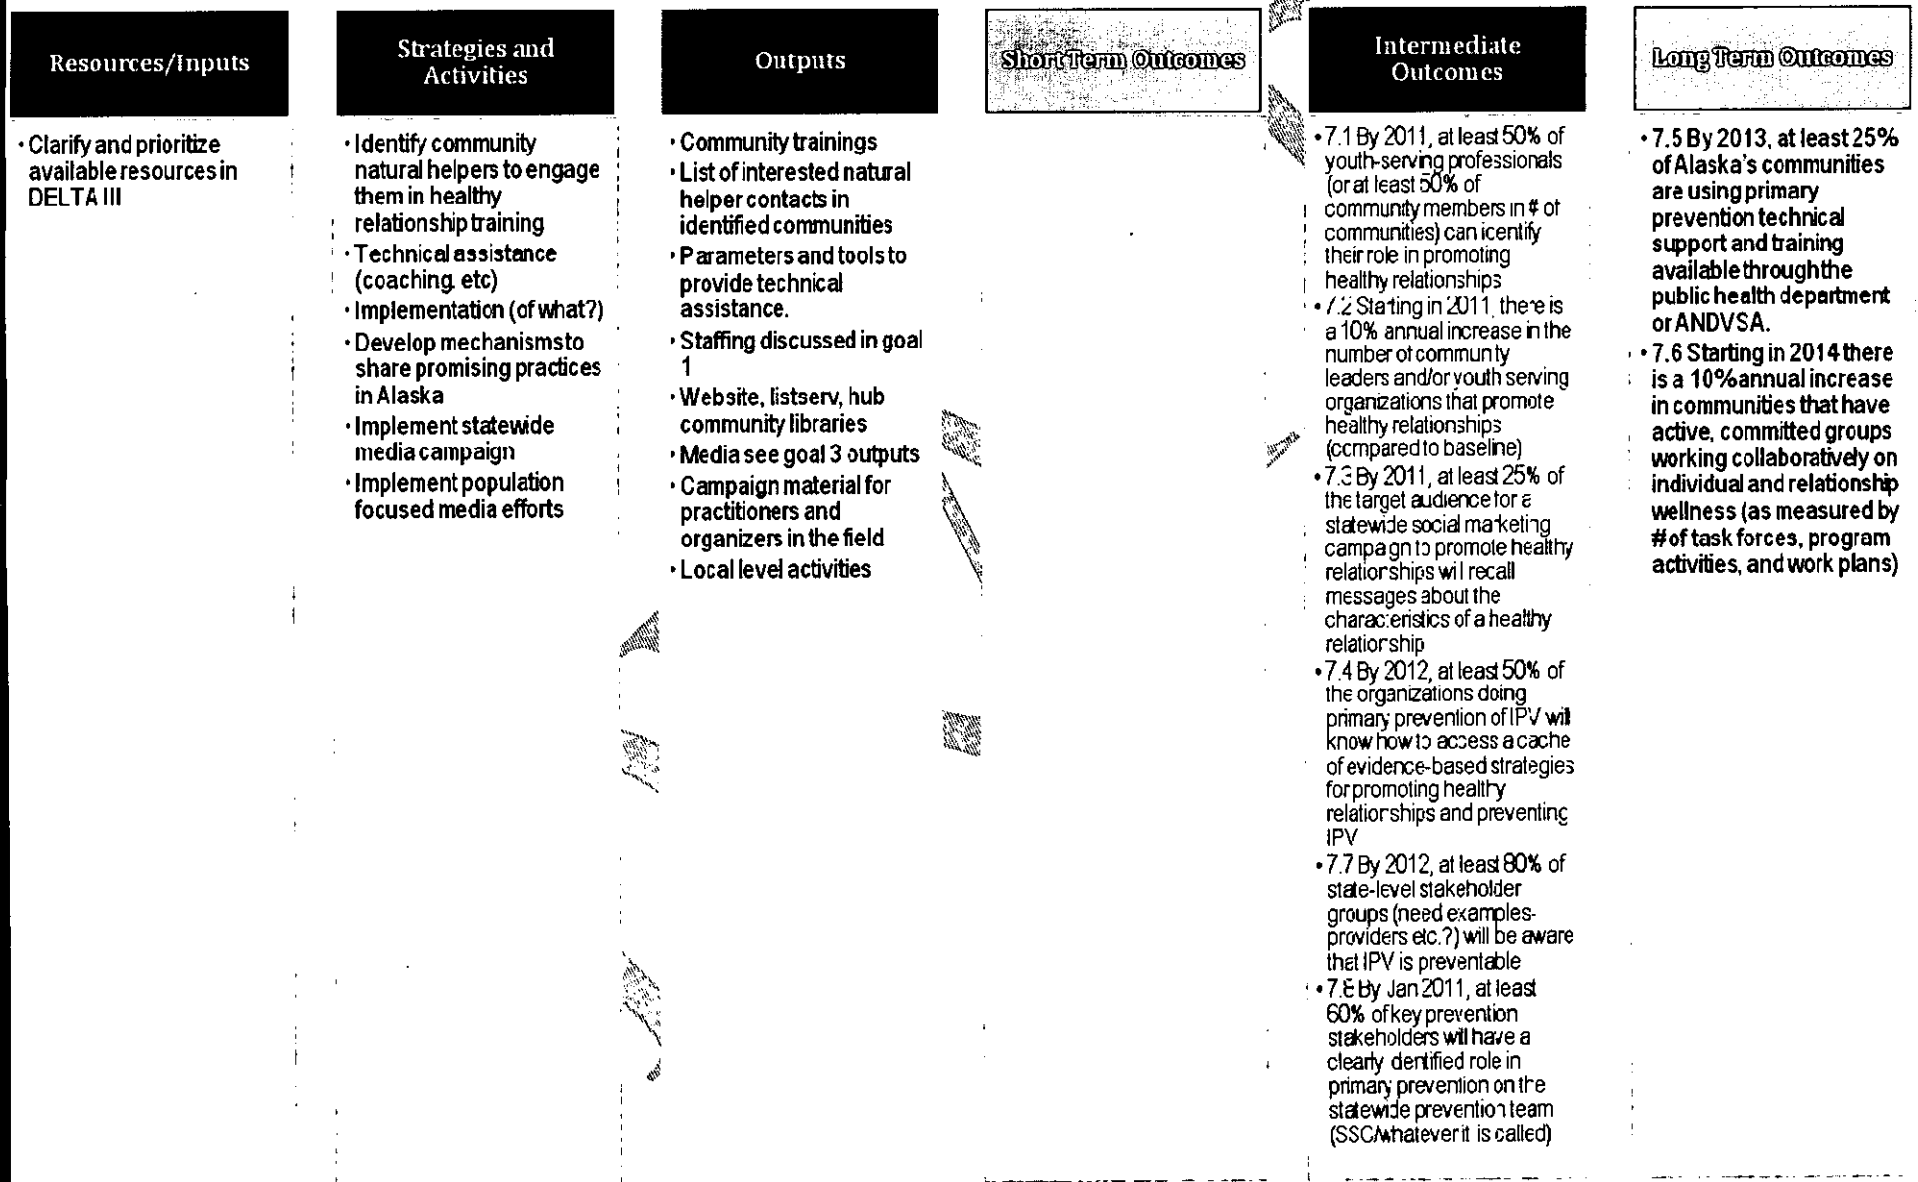 Resources/Inputs
· Clarify and prioritize
available resources in
DELTA III
Strategies and
Activities
· Identify community
natural helpers to engage
them in healthy
relationship training
· Technical assistance
(coaching, etc)
· Implementation (of what?)
· Develop mechanisms to
share promising practices
in Alaska
· Implement statewide
media campaign
· Implement population
focused media efforts
Outputs
· Community trainings
· List of interested natural
helper contacts in
identified communities
· Parameters and tools to
provide technical
assistance.
· Staffing discussed in goal
1
· Website, listserv, hub
community libraries
· Media see goal 3 outputs
· Campaign material for
practitioners and
organizers in the field
· Local level activities
Short Term Outcomes
Intermediate
Outcomes
• 7.1 By 2011, at least 50% of
youth-serving professionals
(or at least 50% of
community members in # of
communities) can identify
their role in promoting
healthy relationships
• 7.2 Starting in 2011, there is
a 10% annual increase in the
number of community
leaders and/or youth serving
organizations that promote
healthy relationships
(compared to baseline)
• 7.3 By 2011, at least 25% of
the target audience for a
statewide social marketing
campaign to promote healthy
relationships will recall
messages about the
characteristics of a healthy
relationship
• 7.4 By 2012, at least 50% of
the organizations doing
primary prevention of IPV will
know how to access a cache
of evidence-based strategies
for promoting healthy
relationships and preventing
IPV
• 7.7 By 2012, at least 80% of
state-level stakeholder
groups (need examples-
providers etc.?) will be aware
that IPV is preventable
• 7.8 By Jan 2011, at least
60% of key prevention
stakeholders will have a
clearly identified role in
primary prevention on the
statewide prevention team
(SSC/whatever it is called)
Long Term Outcomes
• 7.5 By 2013, at least 25%
of Alaska's communities
are using primary
prevention technical
support and training
available through the
public health department
or ANDVSA.
• 7.6 Starting in 2014 there
is a 10% annual increase
in communities that have
active, committed groups
working collaboratively on
individual and relationship
wellness (as measured by
# of task forces, program
activities, and work plans)